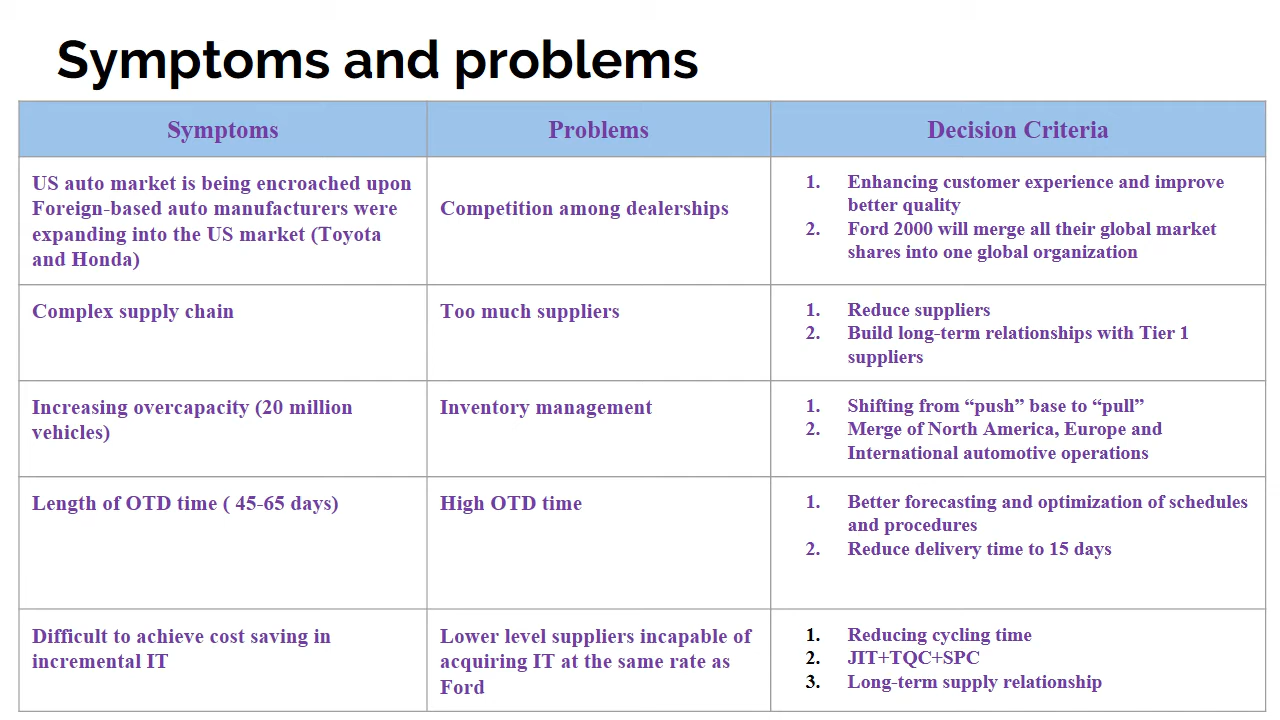 Symptoms and problems
Symptoms
Problems
Decision Criteria
US auto market is being encroached upon
Foreign-based auto manufacturers were
expanding into the US market (Toyota
and Honda)
Competition among dealerships
1. Enhancing customer experience and improve
better quality
2. Ford 2000 will merge all their global market
shares into one global organization
Complex supply chain
Too much suppliers
1. Reduce suppliers
2. Build long-term relationships with Tier 1
suppliers
Increasing overcapacity (20 million
vehicles)
Inventory management
1. Shifting from “push” base to “pull”
2. Merge of North America, Europe and
International automotive operations
Length of OTD time ( 45-65 days)
High OTD time
1. Better forecasting and optimization of schedules
and procedures
2. Reduce delivery time to 15 days
Difficult to achieve cost saving in
incremental IT
Lower level suppliers incapable of
acquiring IT at the same rate as
Ford
1. Reducing cycling time
2. JIT+TQC+SPC
3. Long-term supply relationship